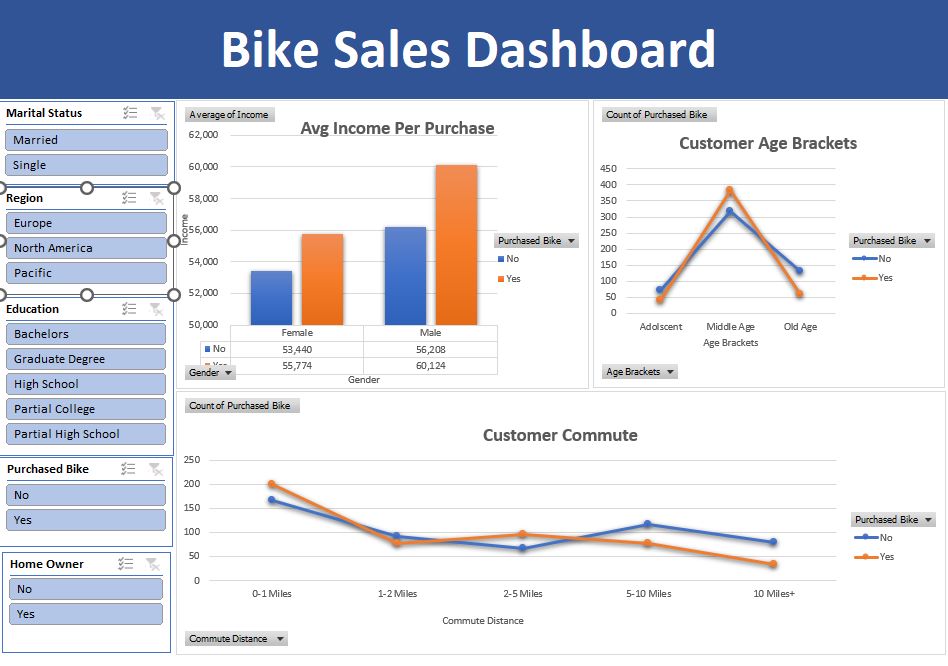 Bike Sales Dashboard
Marital Status
Married
Single
Region
Europe
North America
Pacific
Education
Bachelors
Graduate Degree
High School
Partial College
Partial High School
Purchased Bike
No
Yes
Home Owner
No
Yes
Average of Income
Avg Income Per Purchase
62,000
60,000
58,000
56,000
54,000
52,000
50,000
Income
Female Male
No 53,440 56,208
Yes 55,774 60,124
Gender
Gender
Purchased Bike
No
Yes
Count of Purchased Bike
Customer Age Brackets
450
400
350
300
250
200
150
100
50
0
Adolscent Middle Age Old Age
Age Brackets
Age Brackets
Purchased Bike
No
Yes
Count of Purchased Bike
Customer Commute
250
200
150
100
50
0
0-1 Miles 1-2 Miles 2-5 Miles 5-10 Miles 10 Miles+
Commute Distance
Commute Distance
Purchased Bike
No
Yes